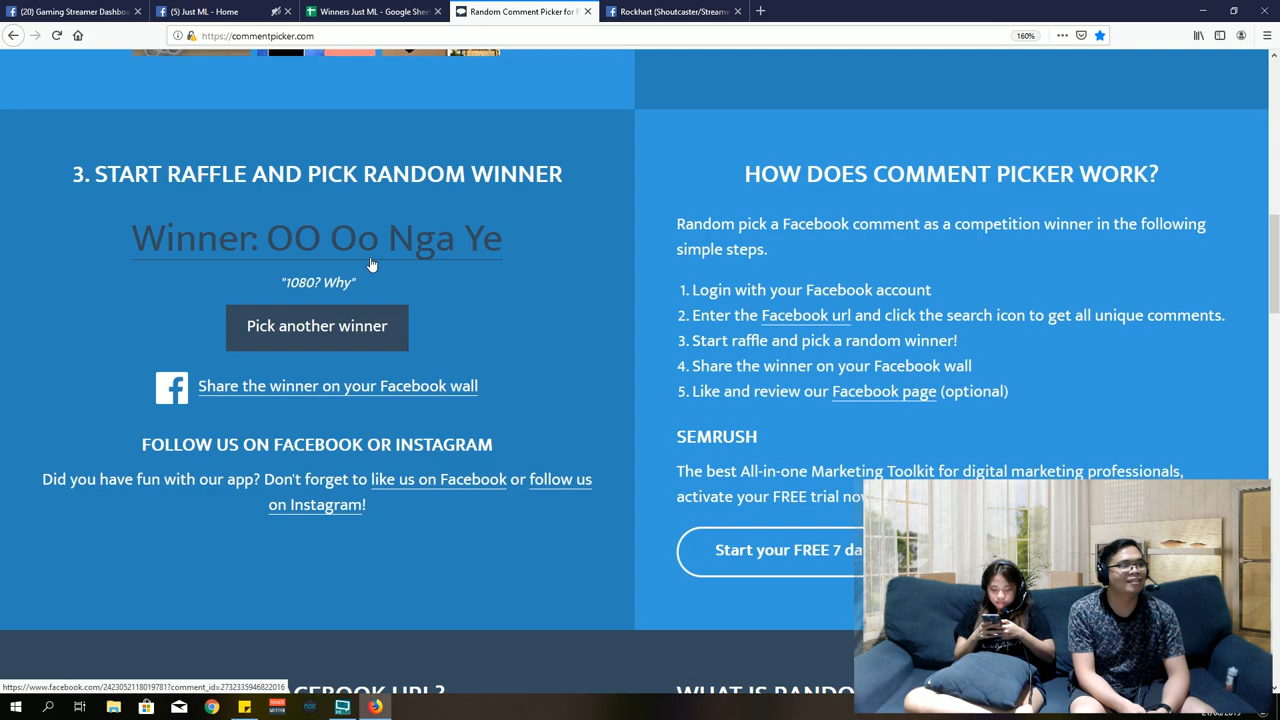 (20) Gaming Streamer Dashbo
(5) Just ML - Home
Winners Just ML - Google She
Random Comment Picker for F
Rockhart (Shoutcaster/Streame
https://commentpicker.com
160%
3. START RAFFLE AND PICK RANDOM WINNER
Winner: OO Oo Nga Ye
"1080? Why"
Pick another winner
Share the winner on your Facebook wall
FOLLOW US ON FACEBOOK OR INSTAGRAM
Did you have fun with our app? Don't forget to like us on Facebook or follow us
on Instagram!
HOW DOES COMMENT PICKER WORK?
Random pick a Facebook comment as a competition winner in the following
simple steps.
1. Login with your Facebook account
2. Enter the Facebook url and click the search icon to get all unique comments.
3. Start raffle and pick a random winner!
4. Share the winner on your Facebook wall
5. Like and review our Facebook page (optional)
SEMRUSH
The best All-in-one Marketing Toolkit for digital marketing professionals,
activate your FREE trial no
Start your FREE 7 da
https://www.facebook.com/2423052118019781?comment_id=2732335946822016